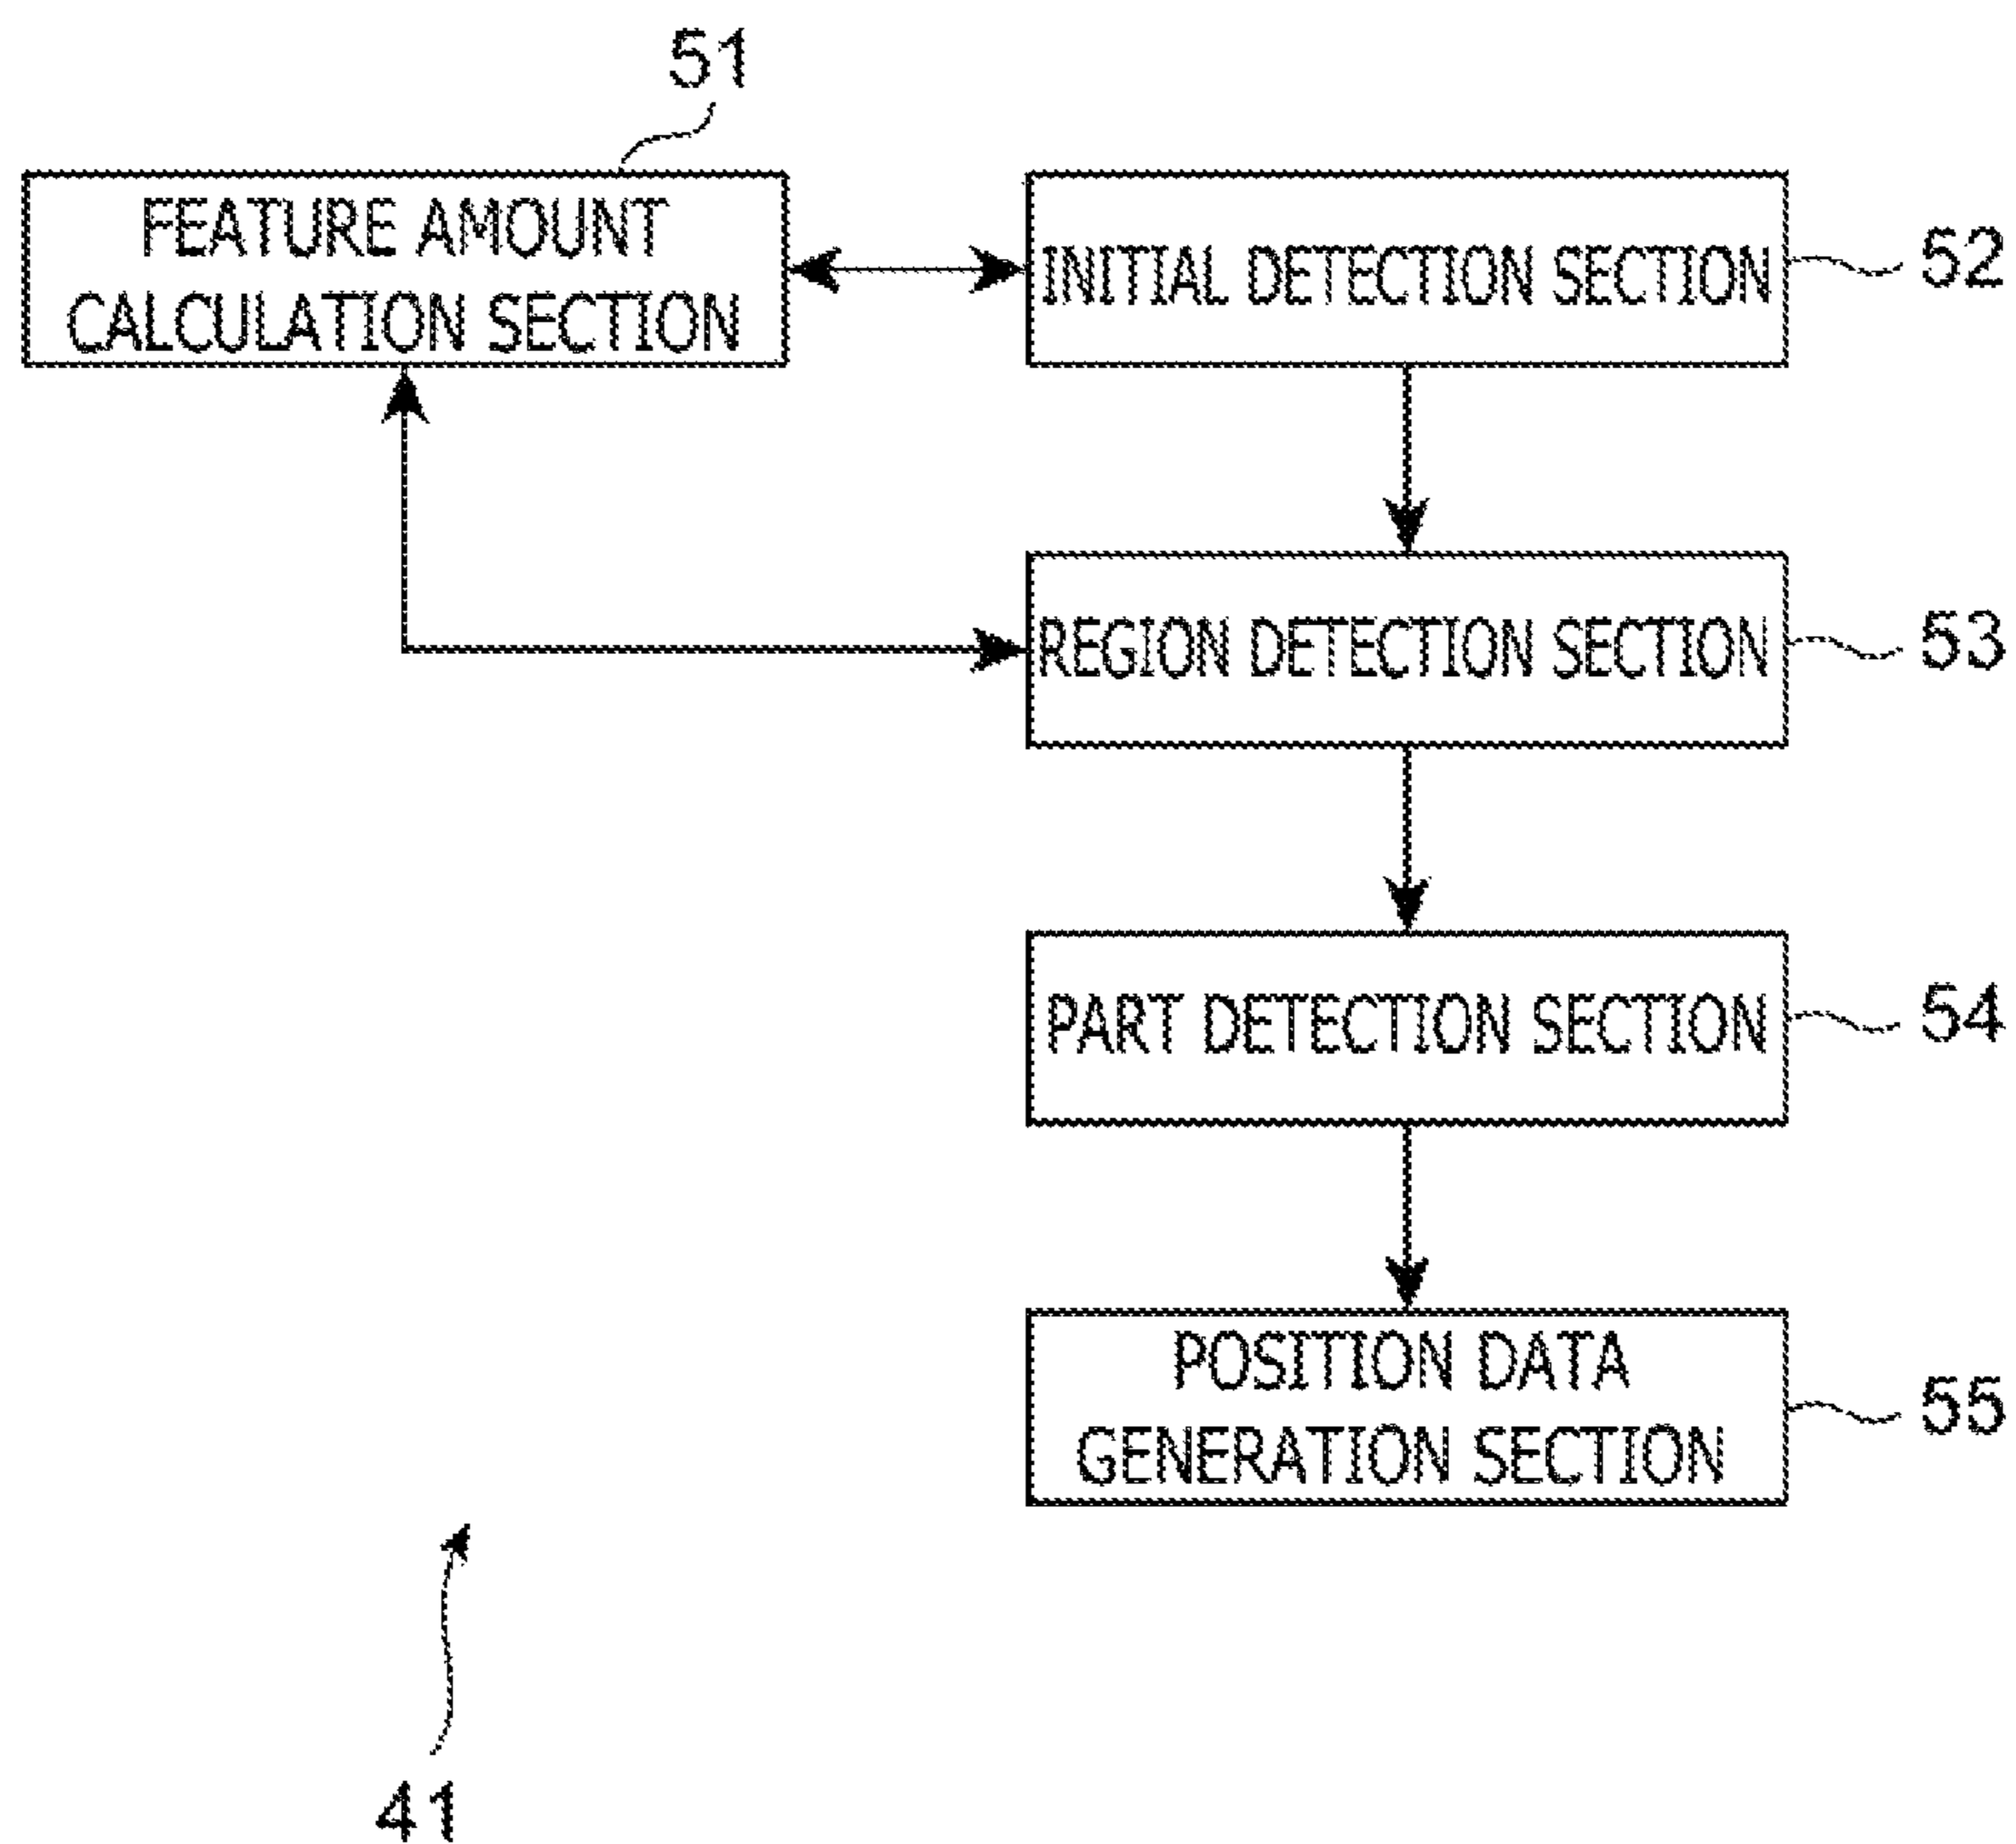 51
FEATURE AMOUNT
CALCULATION SECTION
INITIAL DETECTION SECTION
52
REGION DETECTION SECTION
53
PART DETECTION SECTION
54
POSITION DATA
GENERATION SECTION
55
41